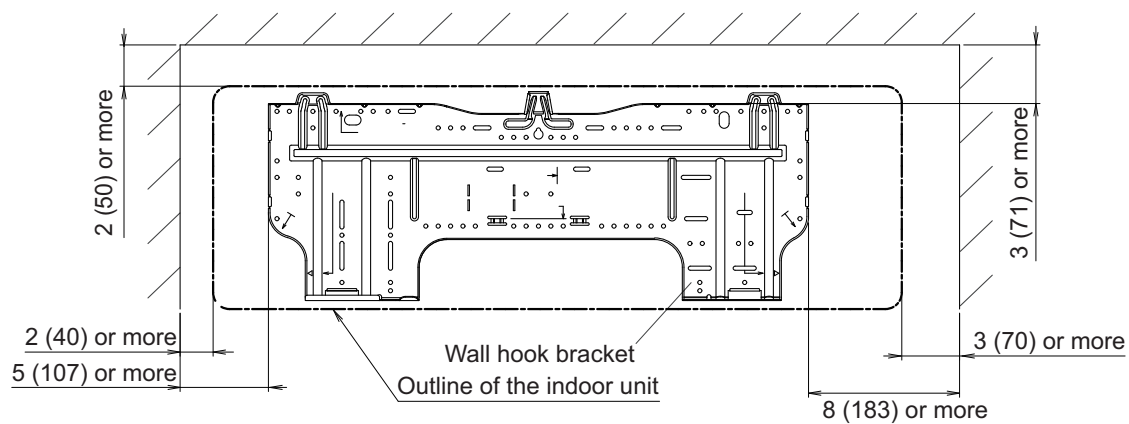 2 (50) or more
3 (71) or more
2 (40) or more
5 (107) or more
Wall hook bracket
Outline of the indoor unit
3 (70) or more
8 (183) or more